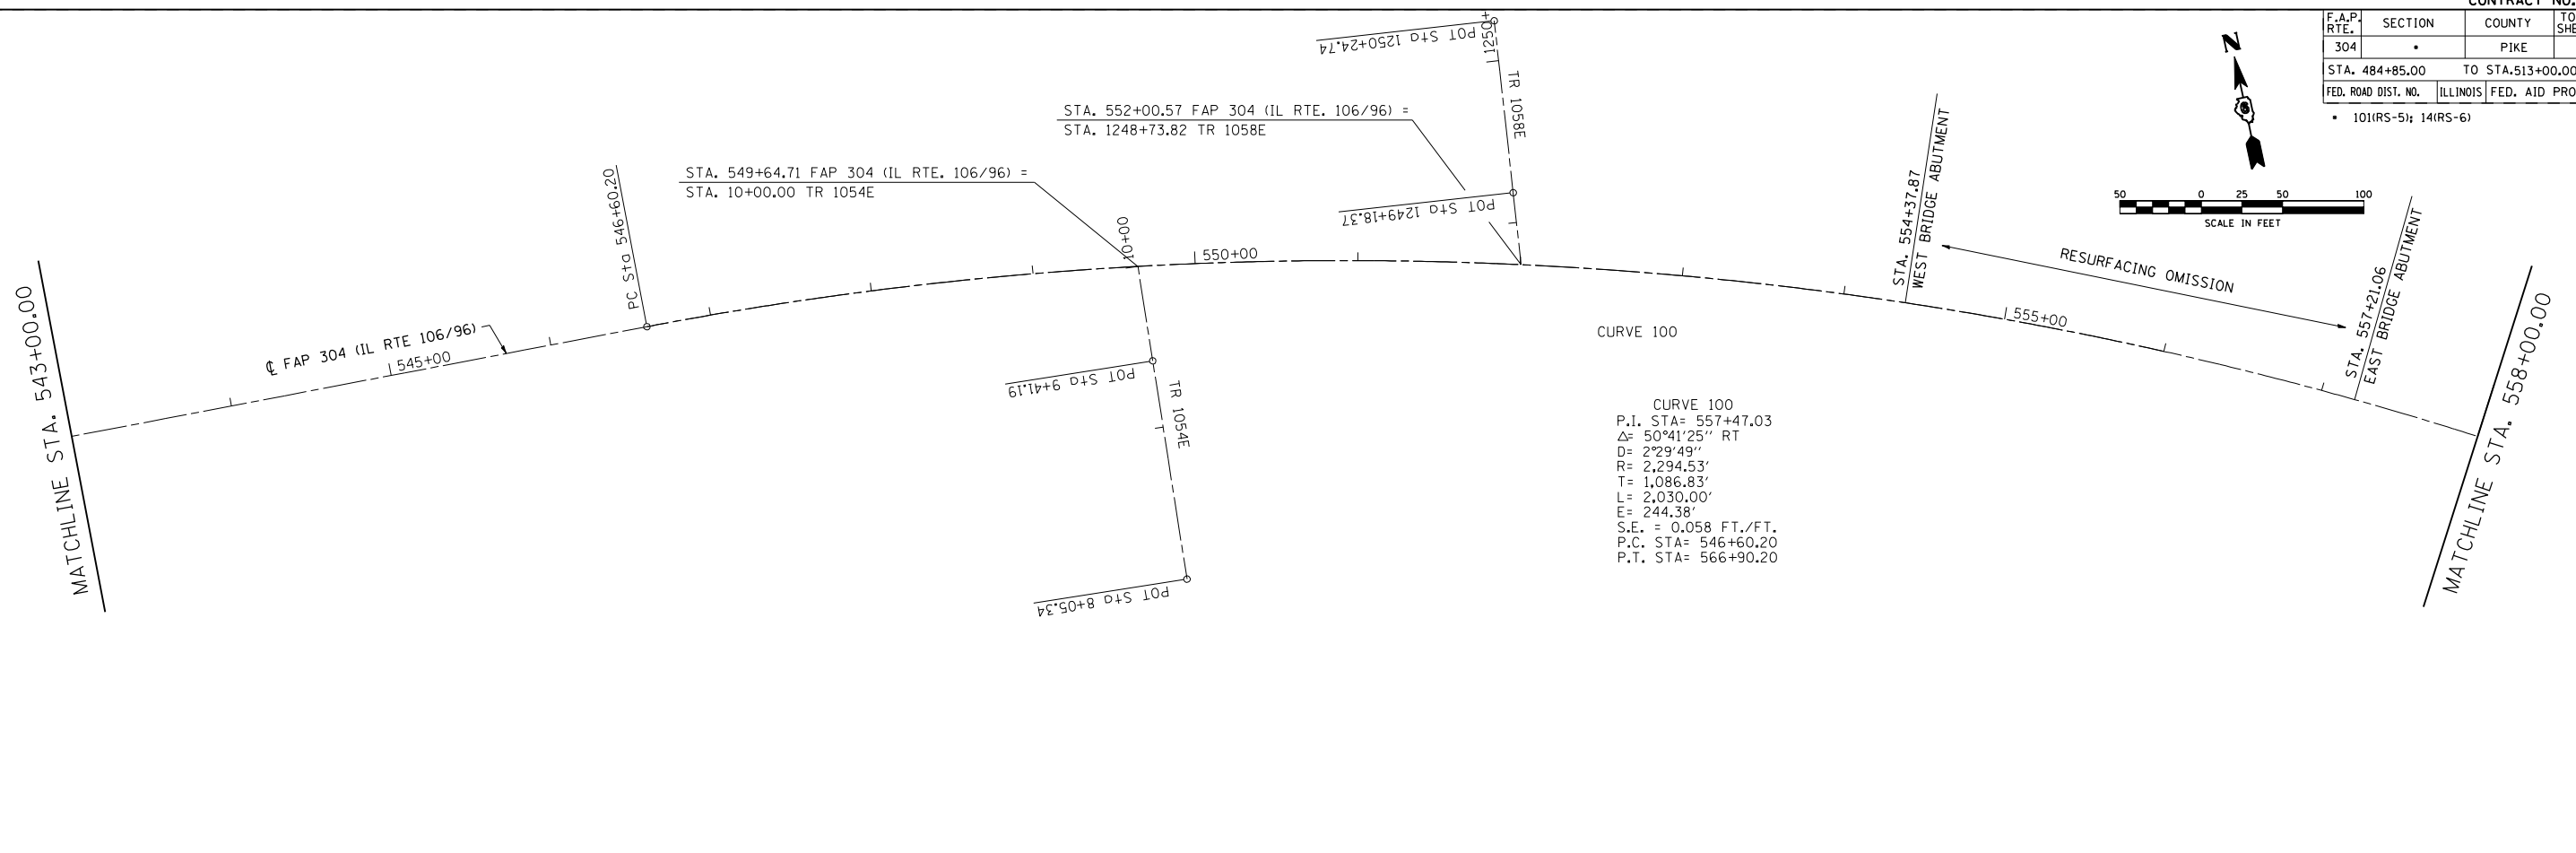 F.A.P. RTE. SECTION COUNTY
304 • PIKE
STA. 484+85.00 TO STA.513+00.00
FED. ROAD DIST. NO. ILLINOIS FED. AID
• 101(RS-5); 14(RS-6)
N
50 0 25 50 100
SCALE IN FEET
POT Sta 1250+24.74
1250+
TR 1058E
STA. 552+00.57 FAP 304 (IL RTE. 106/96) =
STA. 1248+73.82 TR 1058E
POT Sta 1249+18.37
STA. 549+64.71 FAP 304 (IL RTE. 106/96) =
STA. 10+00.00 TR 1054E
10+00
PC Sta 546+60.20
MATCHLINE STA. 543+00.00
℄ FAP 304 (IL RTE 106/96)
545+00
550+00
555+00
POT Sta 9+41.19
TR 1054E
POT Sta 8+05.34
STA. 554+37.87
WEST BRIDGE ABUTMENT
RESURFACING OMISSION
STA. 557+21.06
EAST BRIDGE ABUTMENT
MATCHLINE STA. 558+00.00
CURVE 100
CURVE 100
P.I. STA= 557+47.03
Δ= 50°41'25'' RT
D= 2°29'49''
R= 2,294.53'
T= 1,086.83'
L= 2,030.00'
E= 244.38'
S.E. = 0.058 FT./FT.
P.C. STA= 546+60.20
P.T. STA= 566+90.20